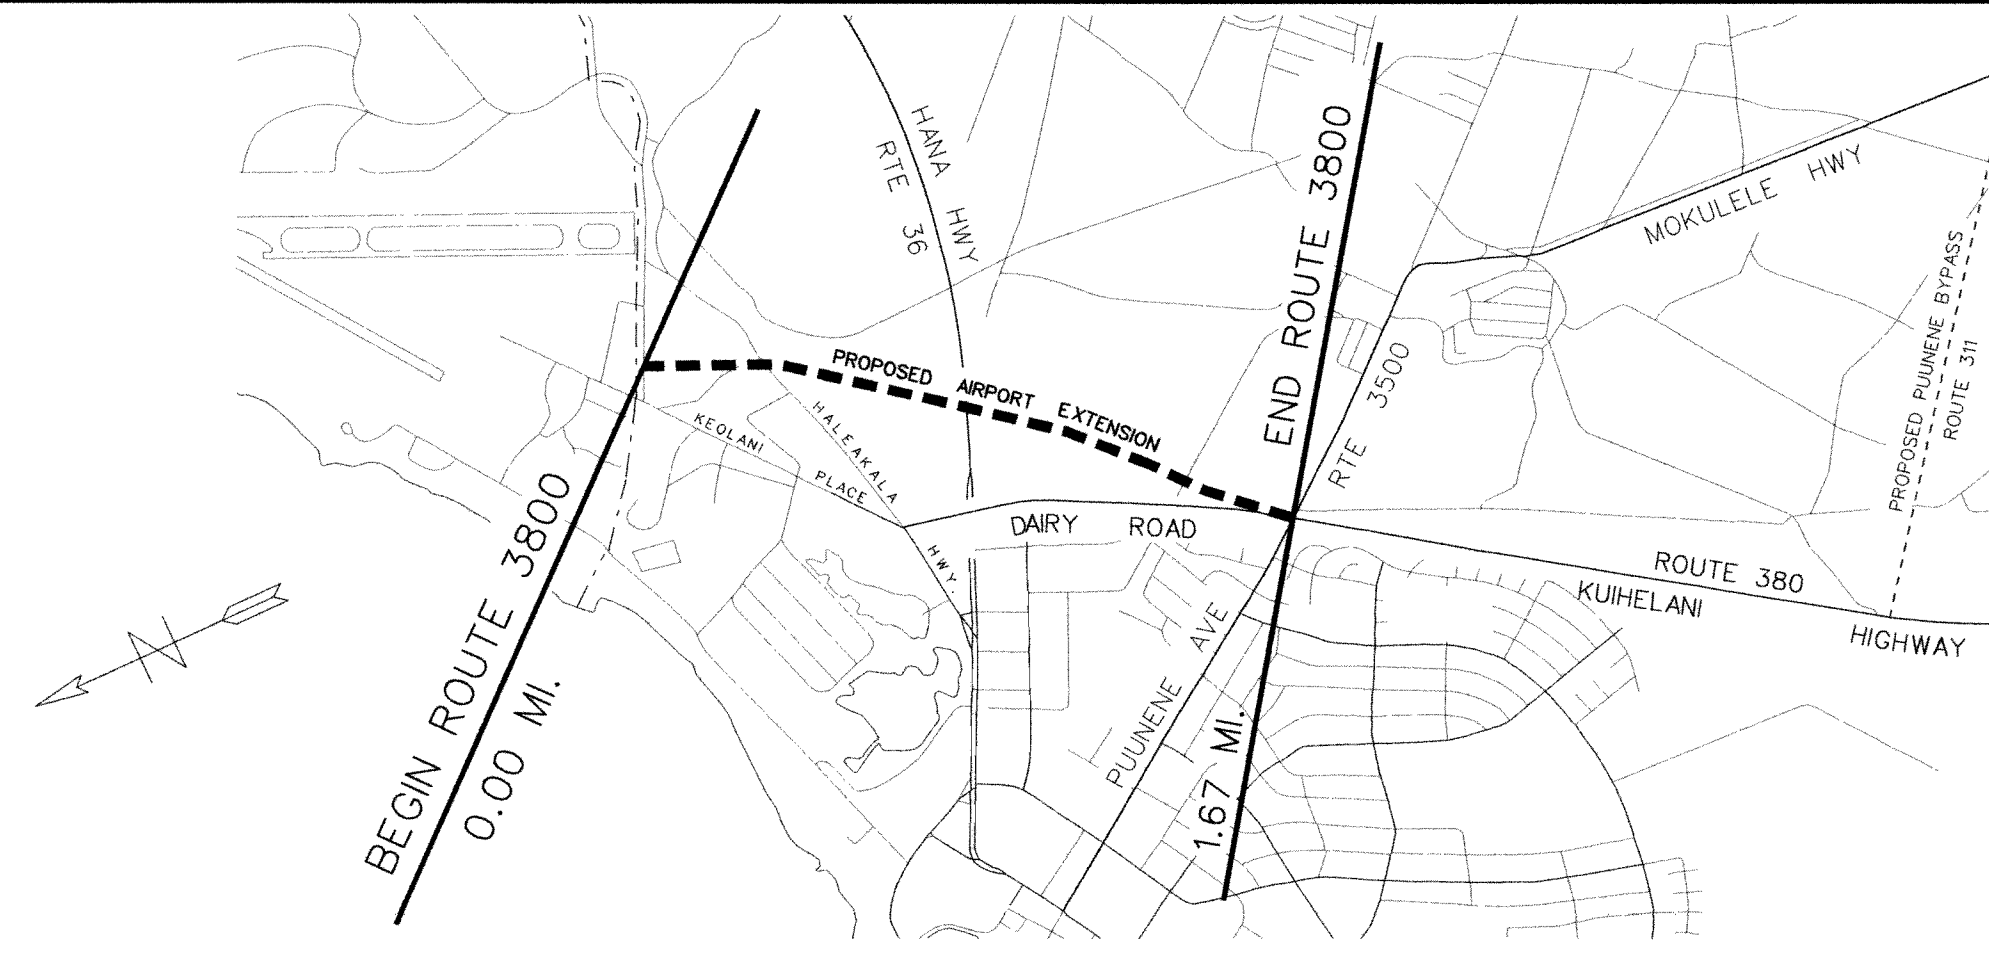 HANA HWY
RTE 36
END ROUTE 3800
1.67 MI.
MOKULELE HWY
PROPOSED PUUNENE BYPASS
ROUTE 311
PROPOSED AIRPORT EXTENSION
RTE 3500
KEOLANI PLACE
HALEAKALA HWY.
DAIRY ROAD
ROUTE 380
KUIHELANI HIGHWAY
PUUNENE AVE
BEGIN ROUTE 3800
0.00 MI.
N